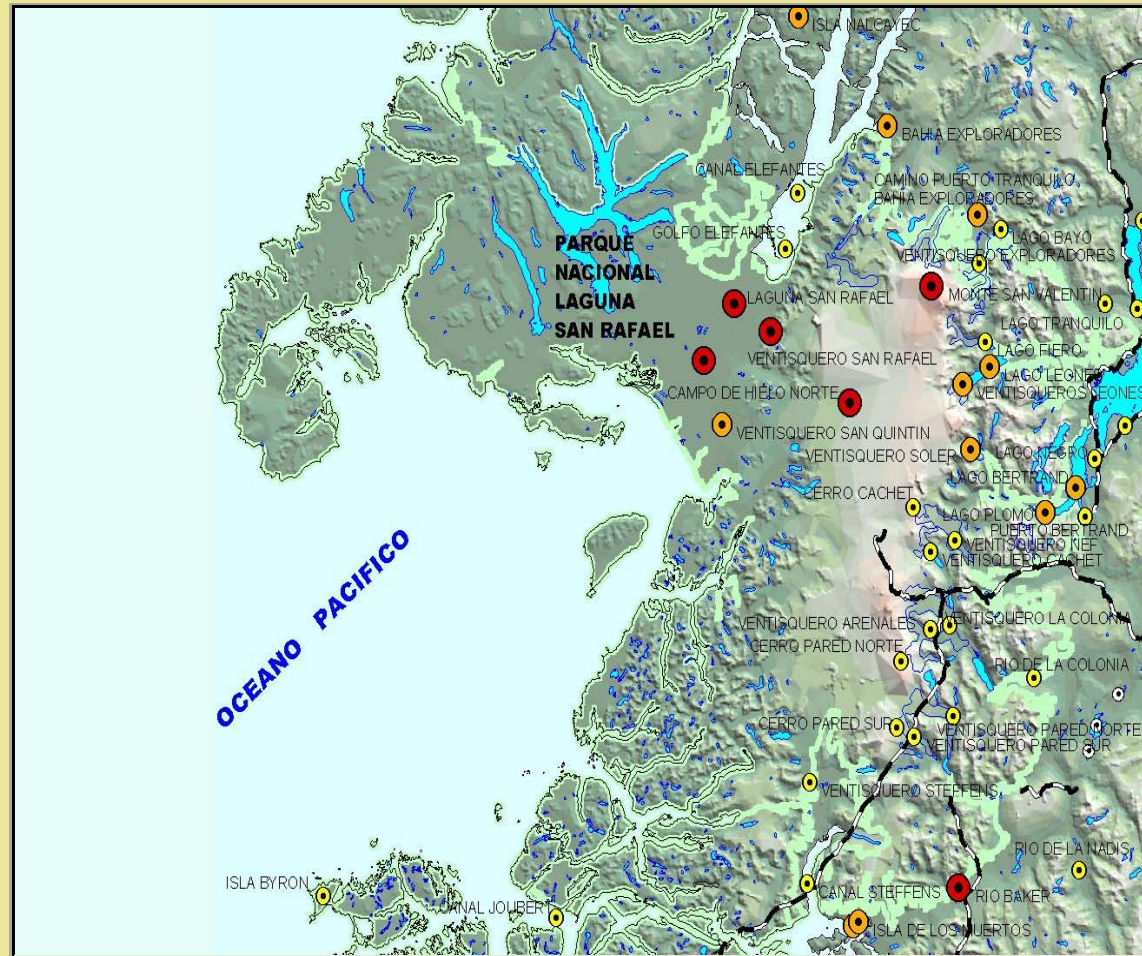 ISLA NALCAYEC
BAHIA EXPLORADORES
CANAL ELEFANTES
CAMINO PUERTO TRANQUILO
BAHIA EXPLORADORES
GOLFO ELEFANTES
LAGO BAYO
VENTISQUERO EXPLORADORES
PARQUE
NACIONAL
LAGUNA
SAN RAFAEL
LAGUNA SAN RAFAEL
MONTE SAN VALENTIN
LAGO TRANQUILO
LAGO FIERO
VENTISQUERO SAN RAFAEL
LAGO LEONES
CAMPO DE HIELO NORTE
VENTISQUEROS LEONES
VENTISQUERO SAN QUINTIN
VENTISQUERO SOLER
LAGO NEGRO
LAGO BERTRAND
CERRO CACHET
LAGO PLOMO
PUERTO BERTRAND
VENTISQUERO NEF
VENTISQUERO CACHET
OCEANO PACIFICO
VENTISQUERO ARENALES
VENTISQUERO LA COLONIA
CERRO PARED NORTE
RIO DE LA COLONIA
CERRO PARED SUR
VENTISQUERO PARED NORTE
VENTISQUERO PARED SUR
VENTISQUERO STEFFENS
RIO DE LA NADIS
ISLA BYRON
CANAL STEFFENS
RIO BAKER
CANAL JOUBERT
ISLA DE LOS MUERTOS